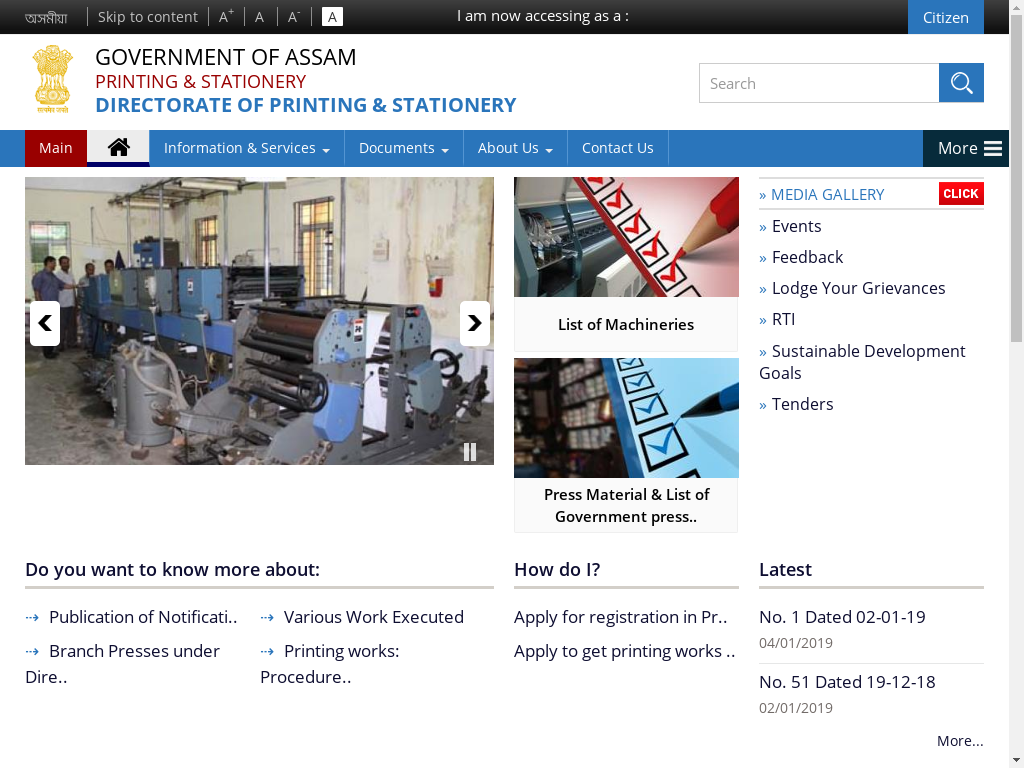 অসমীয়া
Skip to content
A+
A
A-
A
I am now accessing as a :
Citizen
सत्यमेव जयते
GOVERNMENT OF ASSAM
PRINTING & STATIONERY
DIRECTORATE OF PRINTING & STATIONERY
Search
Main
Information & Services
Documents
About Us
Contact Us
More
List of Machineries
Press Material & List of
Government press..
» MEDIA GALLERY
CLICK
» Events
» Feedback
» Lodge Your Grievances
» RTI
» Sustainable Development
Goals
» Tenders
Do you want to know more about:
⇢ Publication of Notificati..
⇢ Various Work Executed
⇢ Branch Presses under
Dire..
⇢ Printing works:
Procedure..
How do I?
Apply for registration in Pr..
Apply to get printing works ..
Latest
No. 1 Dated 02-01-19
04/01/2019
No. 51 Dated 19-12-18
02/01/2019
More...